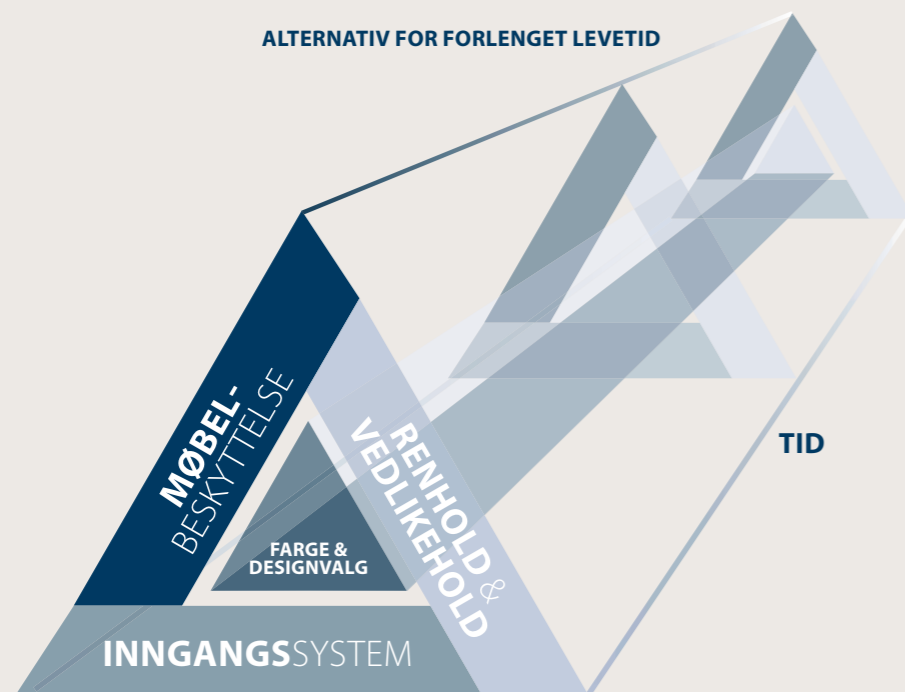 ALTERNATIV FOR FORLENGET LEVETID
MØBEL-
BESKYTTELSE
RENHOLD &
VEDLIKEHOLD
TID
FARGE &
DESIGNVALG
INNGANGSSYSTEM